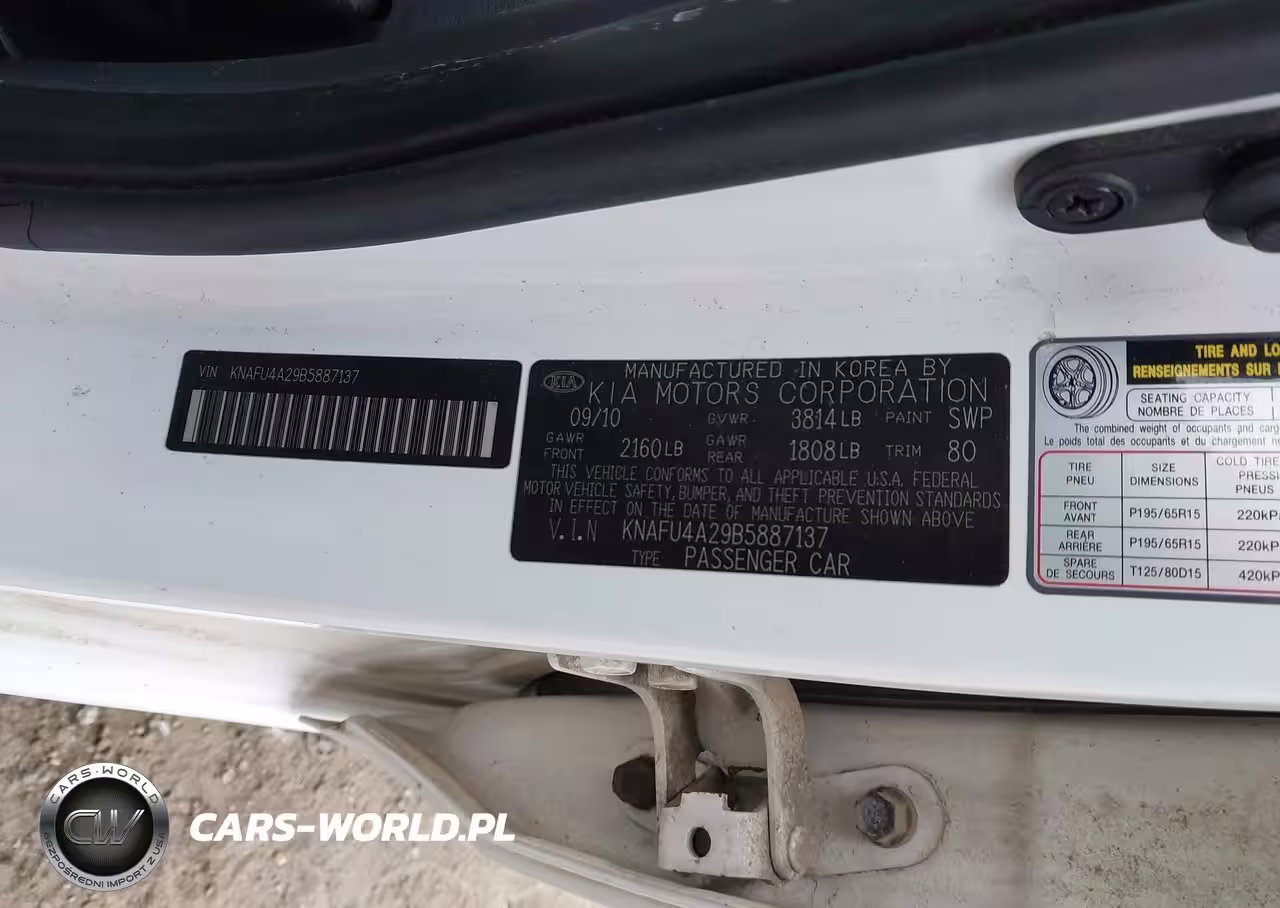 VIN KNAFU4A29B5887137
KIA
MANUFACTURED IN KOREA BY
KIA MOTORS CORPORATION
09/10 GVWR 3814 LB PAINT SWP
GAWR FRONT 2160 LB GAWR REAR 1808 LB TRIM 80
THIS VEHICLE CONFORMS TO ALL APPLICABLE U.S.A. FEDERAL
MOTOR VEHICLE SAFETY, BUMPER, AND THEFT PREVENTION STANDARDS
IN EFFECT ON THE DATE OF MANUFACTURE SHOWN ABOVE
V.I.N KNAFU4A29B5887137
TYPE PASSENGER CAR
TIRE AND LO
RENSEIGNEMENTS SUR
SEATING CAPACITY
NOMBRE DE PLACES
The combined weight of occupants and carg
Le poids total des occupants et du chargement ne
TIRE PNEU SIZE DIMENSIONS COLD TIRE PRESSI PNEUS
FRONT AVANT P195/65R15 220kP
REAR ARRIÈRE P195/65R15 220kP
SPARE DE SECOURS T125/80D15 420kP
CARS-WORLD
CW
BEZPOŚREDNI IMPORT Z USA
CARS-WORLD.PL